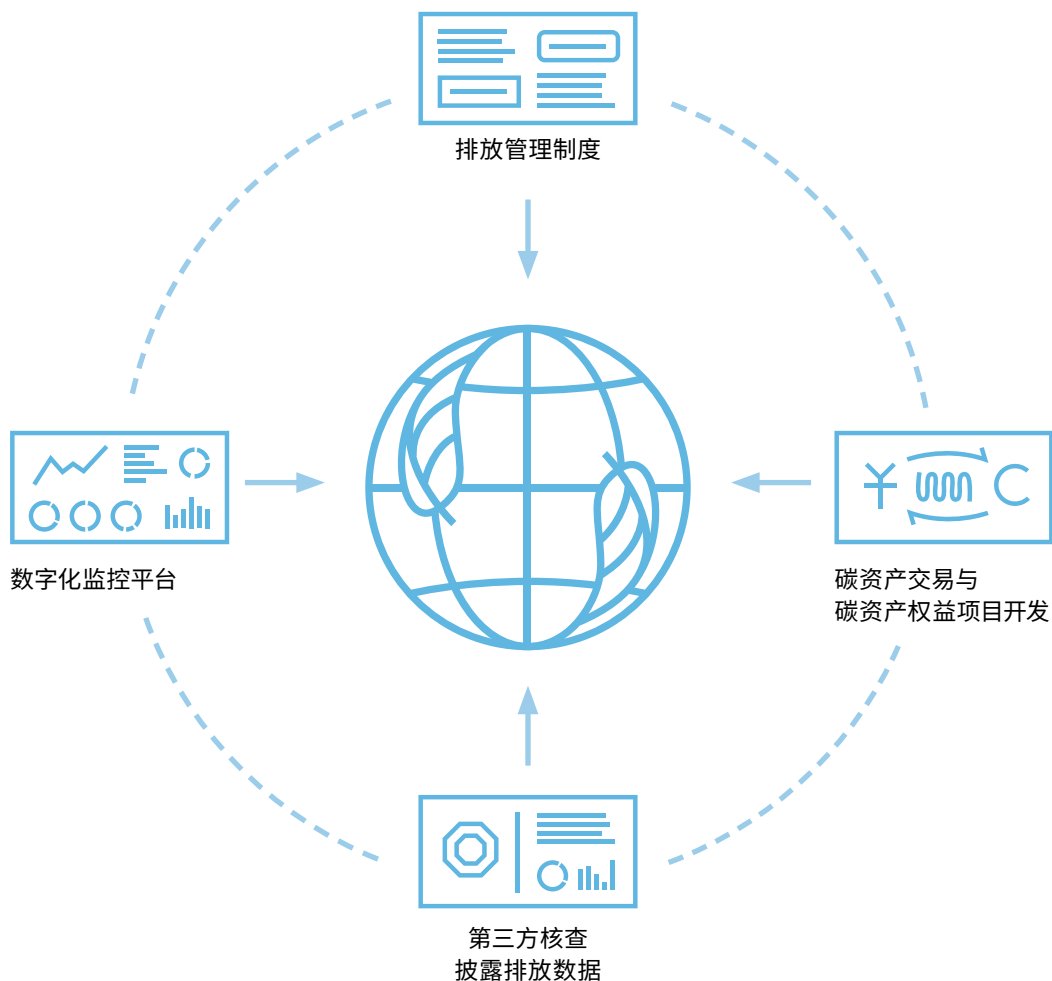 排放管理制度
数字化监控平台
碳资产交易与
碳资产权益项目开发
第三方核查
披露排放数据